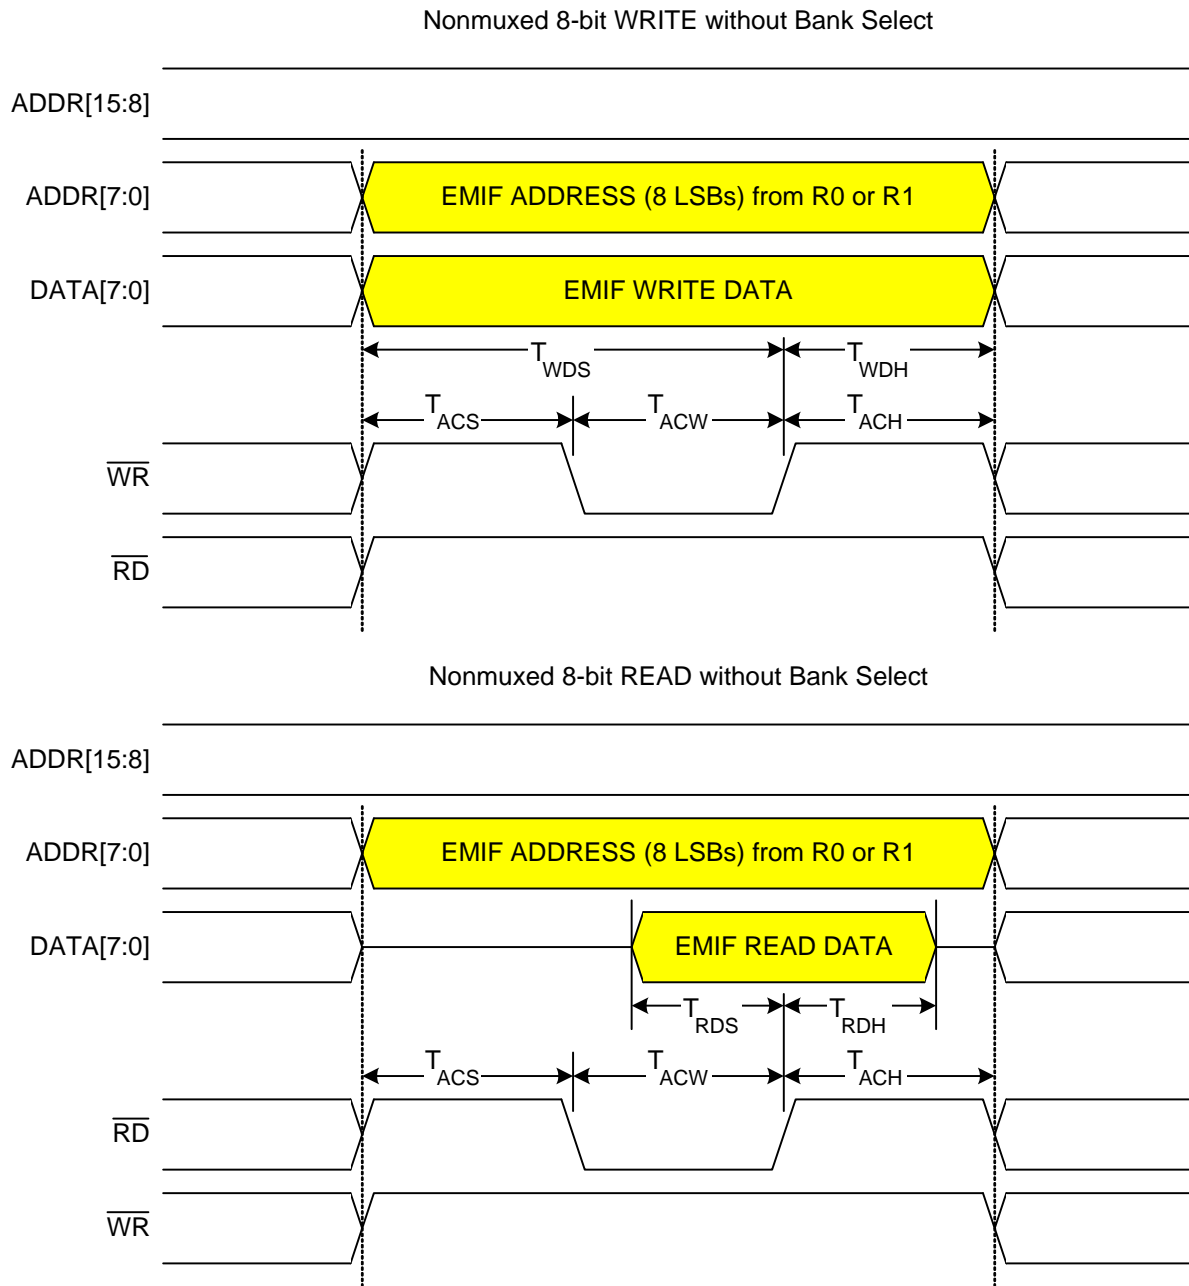 Nonmuxed 8-bit WRITE without Bank Select
ADDR[15:8]
ADDR[7:0]
EMIF ADDRESS (8 LSBs) from R0 or R1
DATA[7:0]
EMIF WRITE DATA
TWDS TWDH
TACS TACW TACH
WR
RD
Nonmuxed 8-bit READ without Bank Select
ADDR[15:8]
ADDR[7:0]
EMIF ADDRESS (8 LSBs) from R0 or R1
DATA[7:0]
EMIF READ DATA
TRDS TRDH
TACS TACW TACH
RD
WR